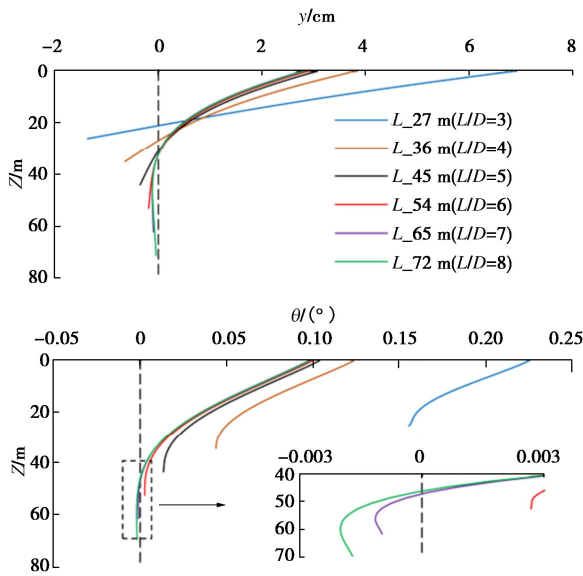 y/cm
−2 0 2 4 6 8
0
20
40
60
80
Z/m
L_27 m(L/D=3)
L_36 m(L/D=4)
L_45 m(L/D=5)
L_54 m(L/D=6)
L_65 m(L/D=7)
L_72 m(L/D=8)
θ/(°)
−0.05 0 0.05 0.10 0.15 0.20 0.25
0
20
40
60
80
Z/m
−0.003 0 0.003
40
50
60
70